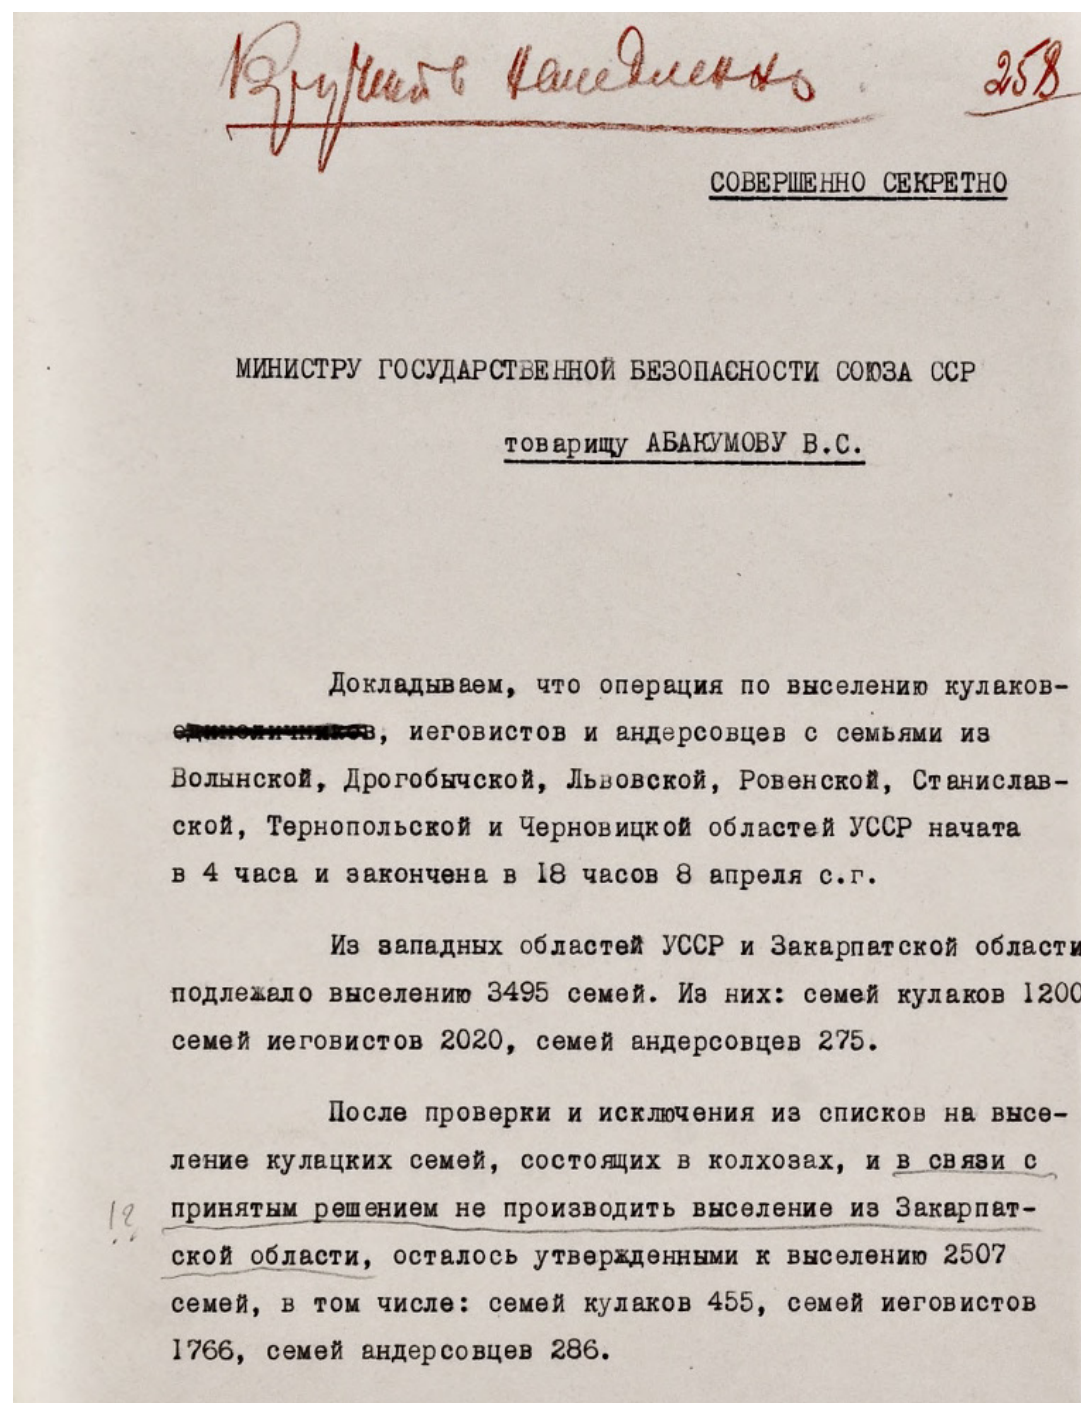 Вручить немедленно 258
СОВЕРШЕННО СЕКРЕТНО
МИНИСТРУ ГОСУДАРСТВЕННОЙ БЕЗОПАСНОСТИ СОЮЗА ССР
товарищу АБАКУМОВУ В.С.
Докладываем, что операция по выселению кулаков-
единоличников, иеговистов и андерсовцев с семьями из
Волынской, Дрогобычской, Львовской, Ровенской, Станислав-
ской, Тернопольской и Черновицкой областей УССР начата
в 4 часа и закончена в 18 часов 8 апреля с.г.
Из западных областей УССР и Закарпатской области
подлежало выселению 3495 семей. Из них: семей кулаков 1200
семей иеговистов 2020, семей андерсовцев 275.
После проверки и исключения из списков на высе-
ление кулацких семей, состоящих в колхозах, и в связи с
!? принятым решением не производить выселение из Закарпат-
ской области, осталось утвержденными к выселению 2507
семей, в том числе: семей кулаков 455, семей иеговистов
1766, семей андерсовцев 286.